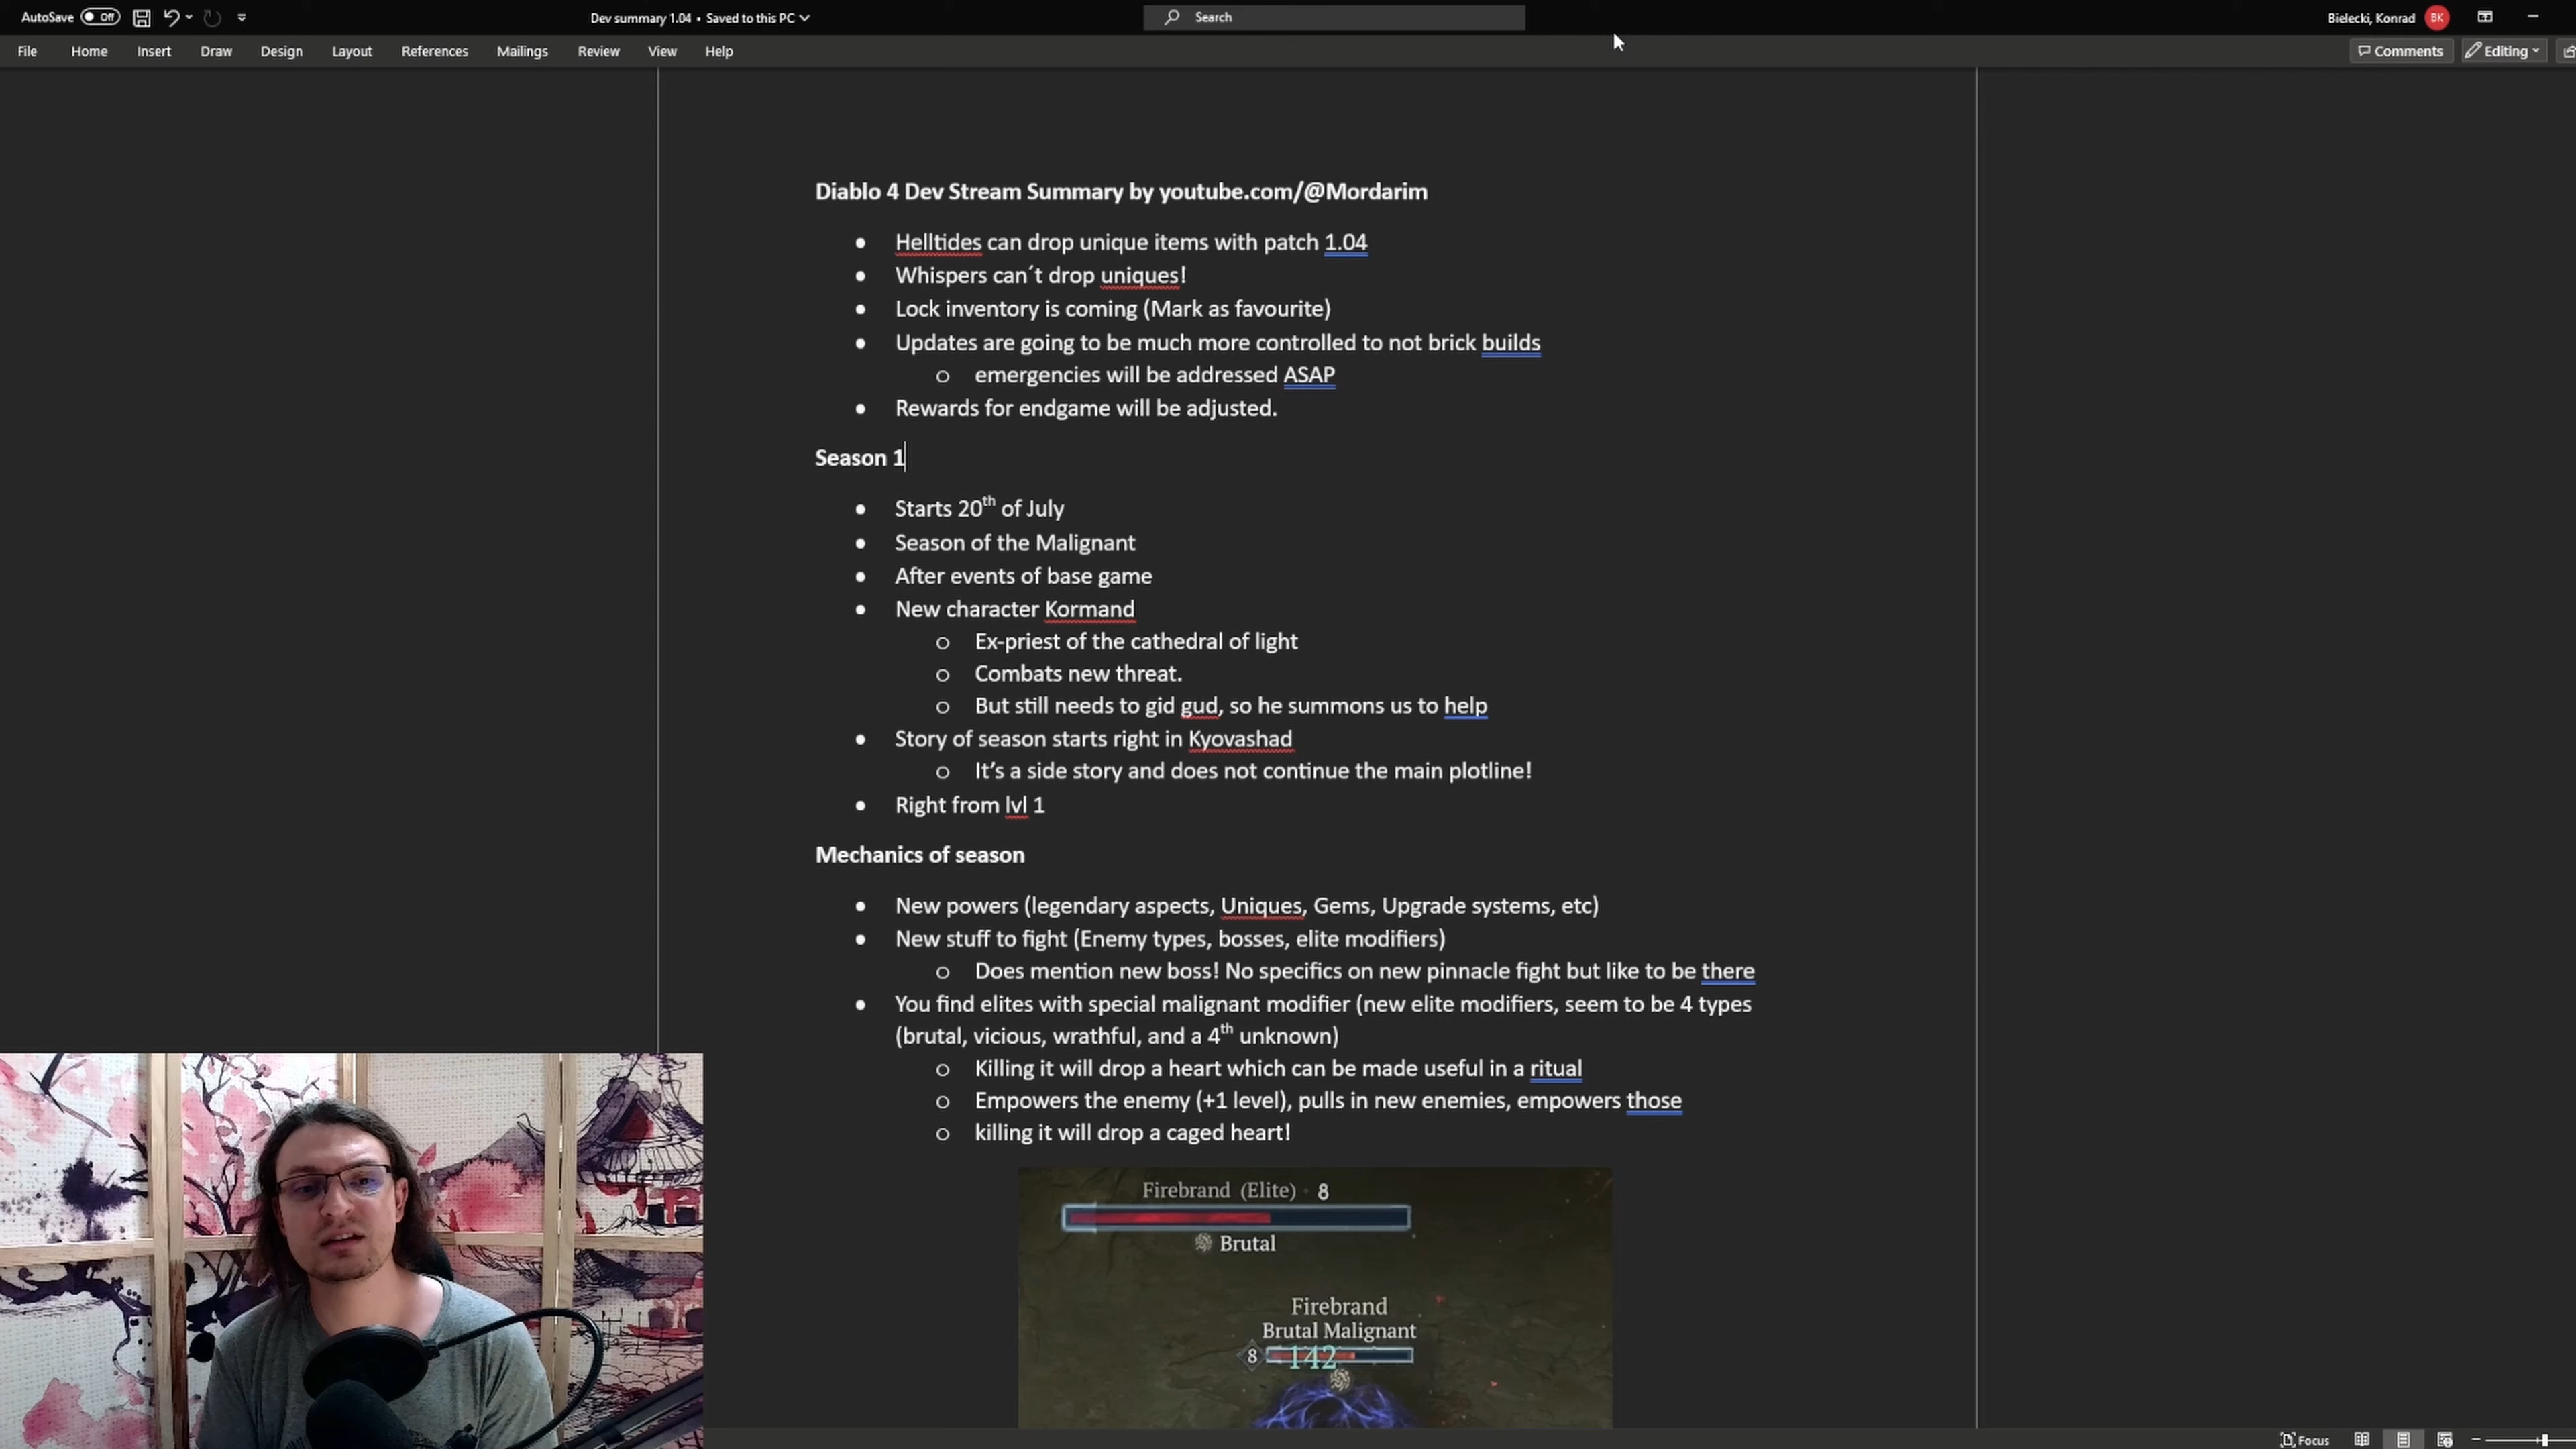 AutoSave Off
Dev summary 1.04 • Saved to this PC
Search
Bielecki, Konrad BK
File Home Insert Draw Design Layout References Mailings Review View Help
Comments Editing
Diablo 4 Dev Stream Summary by youtube.com/@Mordarim
• Helltides can drop unique items with patch 1.04
• Whispers can´t drop uniques!
• Lock inventory is coming (Mark as favourite)
• Updates are going to be much more controlled to not brick builds
o emergencies will be addressed ASAP
• Rewards for endgame will be adjusted.
Season 1
• Starts 20th of July
• Season of the Malignant
• After events of base game
• New character Kormand
o Ex-priest of the cathedral of light
o Combats new threat.
o But still needs to gid gud, so he summons us to help
• Story of season starts right in Kyovashad
o It’s a side story and does not continue the main plotline!
• Right from lvl 1
Mechanics of season
• New powers (legendary aspects, Uniques, Gems, Upgrade systems, etc)
• New stuff to fight (Enemy types, bosses, elite modifiers)
o Does mention new boss! No specifics on new pinnacle fight but like to be there
• You find elites with special malignant modifier (new elite modifiers, seem to be 4 types
(brutal, vicious, wrathful, and a 4th unknown)
o Killing it will drop a heart which can be made useful in a ritual
o Empowers the enemy (+1 level), pulls in new enemies, empowers those
o killing it will drop a caged heart!
Firebrand (Elite) • 8
Brutal
Firebrand
Brutal Malignant
8 142
Focus